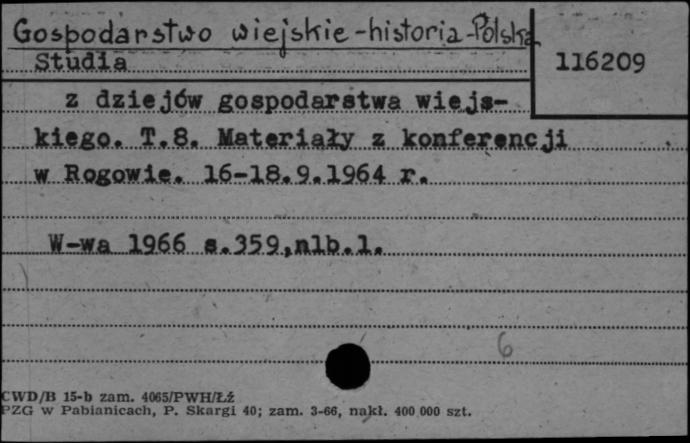 Gospodarstwo wiejskie-historia-Polska
Studia
116209
z dziejów gospodarstwa wiejs-
kiego. T.8. Materiały z konferencji
w Rogowie. 16-18.9.1964 r.
W-wa 1966 s.359,nlb.1.
6
CWD/B 15-b zam. 4065/PWH/Łź
PZG w Pabianicach, P. Skargi 40; zam. 3-66, nakł. 400 000 szt.